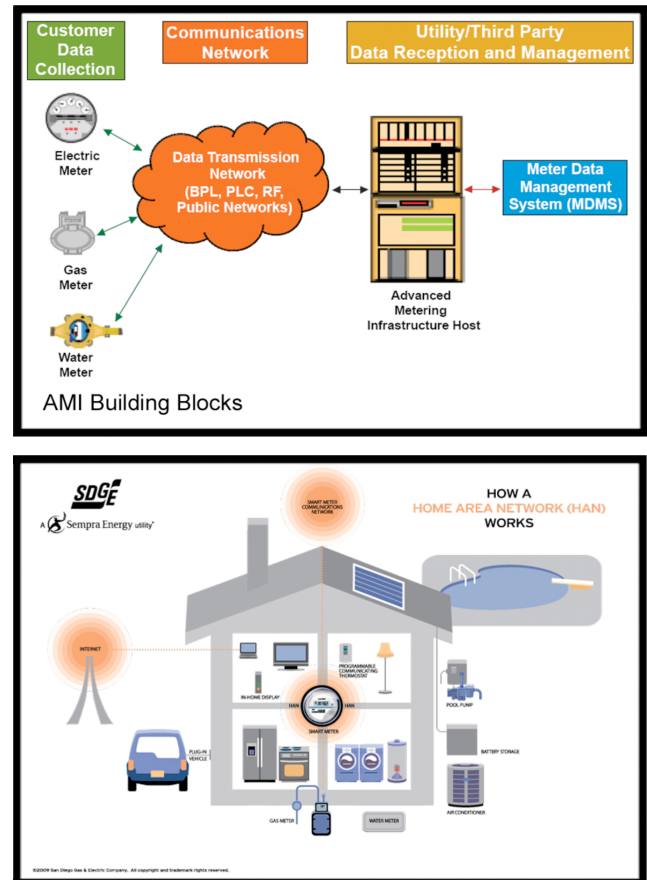 Customer
Data
Collection
Communications
Network
Utility/Third Party
Data Reception and Management
Electric
Meter
Data Transmission
Network
(BPL, PLC, RF,
Public Networks)
Meter Data
Management
System (MDMS)
Gas
Meter
Advanced
Metering
Infrastructure Host
Water
Meter
AMI Building Blocks
SDGE
A Sempra Energy utility
SMART METER
COMMUNICATIONS
NETWORK
HOW A
HOME AREA NETWORK (HAN)
WORKS
INTERNET
PROGRAMMABLE
COMMUNICATING
THERMOSTAT
IN-HOME DISPLAY
HAN
HAN
SMART METER
POOL PUMP
PLUG-IN
VEHICLE
BATTERY STORAGE
GAS METER
WATER METER
AIR CONDITIONER
©2009 San Diego Gas & Electric Company. All copyright and trademark rights reserved.